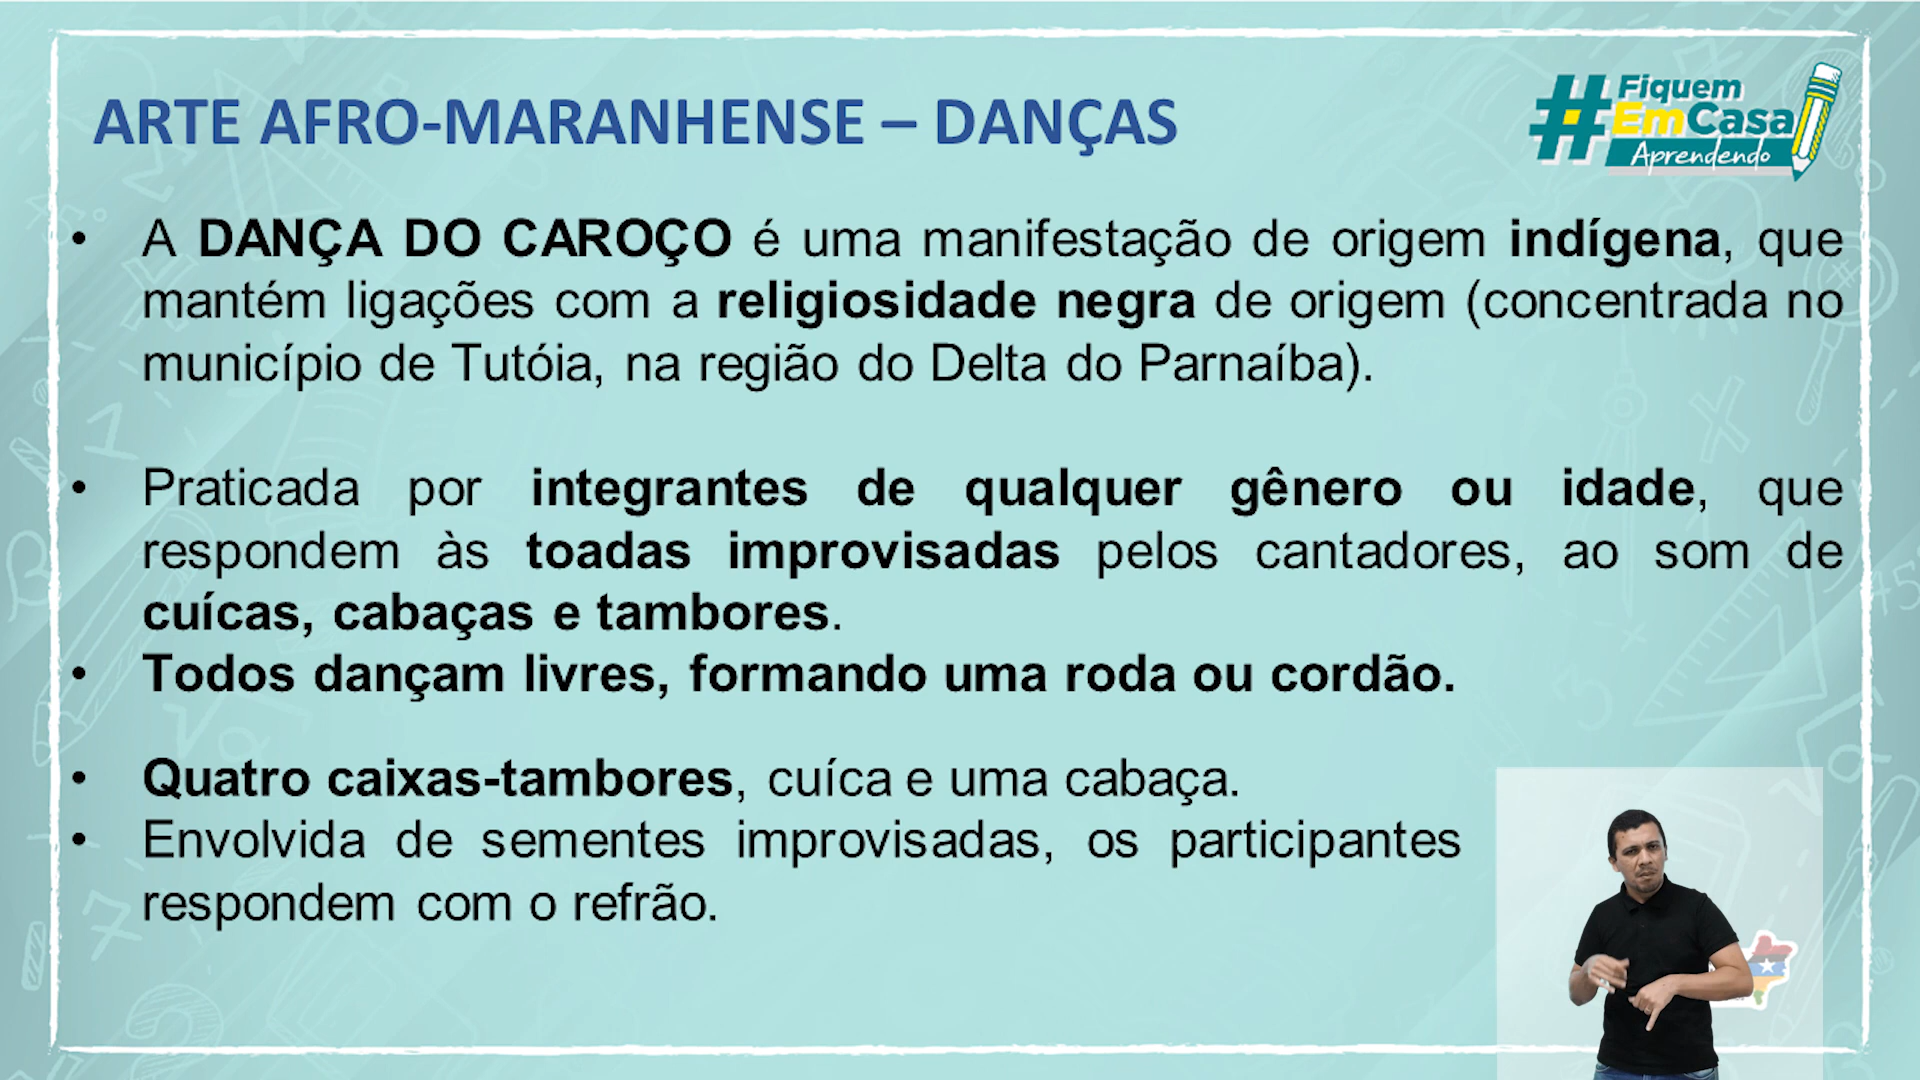 ARTE AFRO-MARANHENSE – DANÇAS
#Fiquem
EmCasa
Aprendendo
• A DANÇA DO CAROÇO é uma manifestação de origem indígena, que
mantém ligações com a religiosidade negra de origem (concentrada no
município de Tutóia, na região do Delta do Parnaíba).
• Praticada por integrantes de qualquer gênero ou idade, que
respondem às toadas improvisadas pelos cantadores, ao som de
cuícas, cabaças e tambores.
• Todos dançam livres, formando uma roda ou cordão.
• Quatro caixas-tambores, cuíca e uma cabaça.
• Envolvida de sementes improvisadas, os participantes
respondem com o refrão.